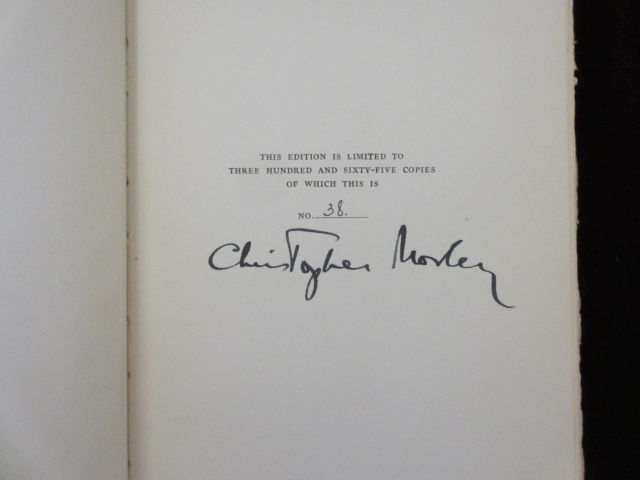 THIS EDITION IS LIMITED TO
THREE HUNDRED AND SIXTY-FIVE COPIES
OF WHICH THIS IS
NO. 38.
Christopher Morley